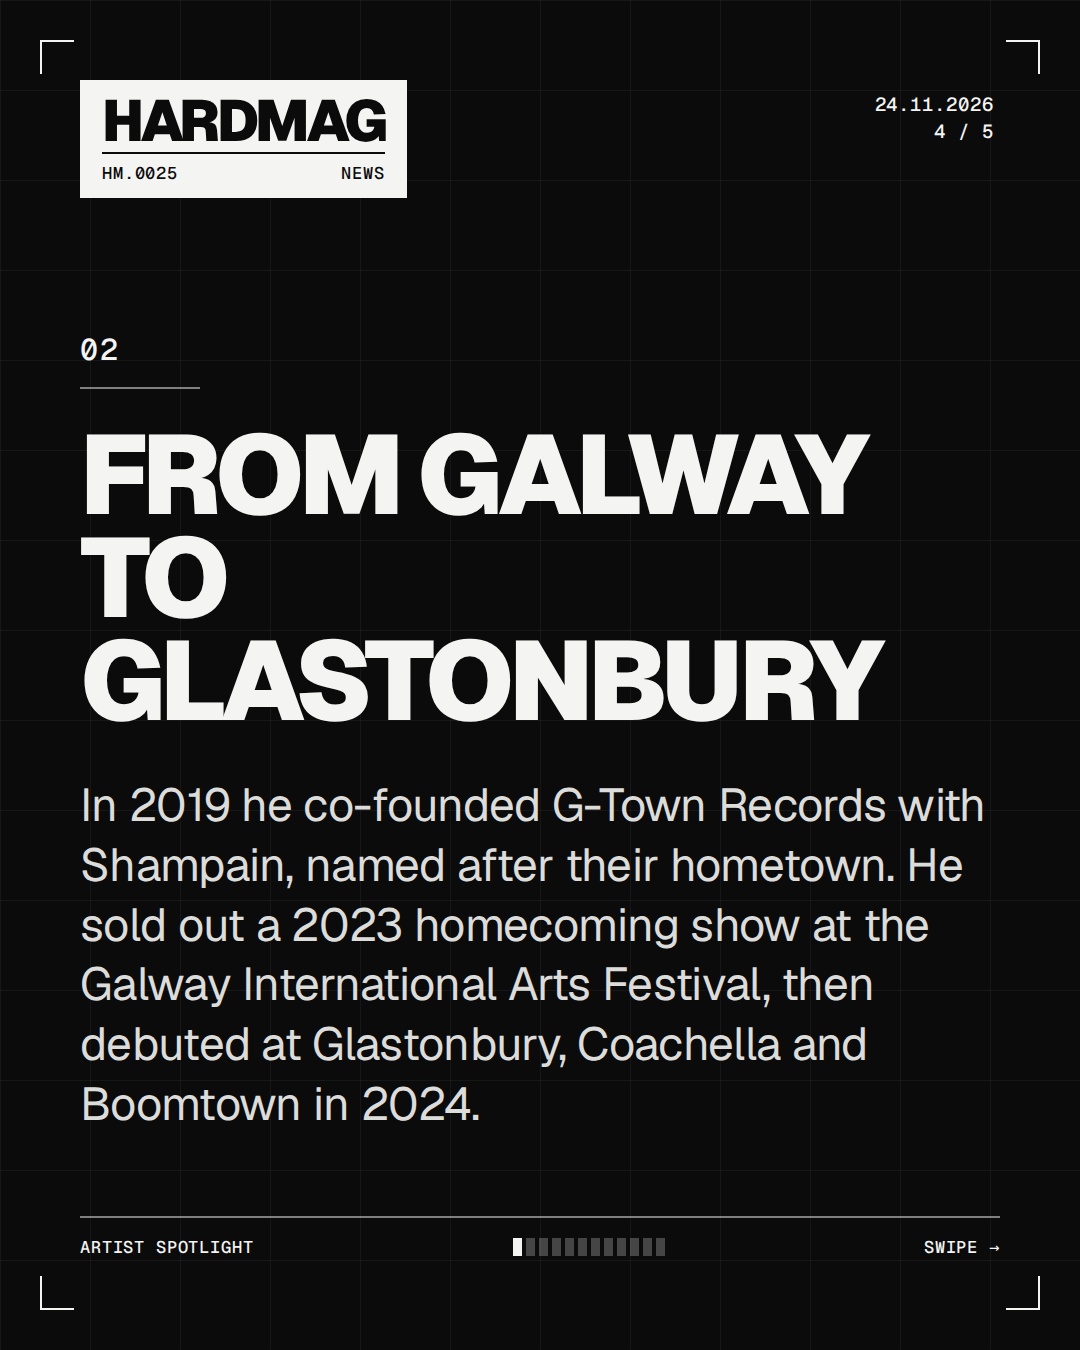 HARDMAG
HM.0025 NEWS
24.11.2026
4 / 5
02
FROM GALWAY
TO
GLASTONBURY
In 2019 he co-founded G-Town Records with
Shampain, named after their hometown. He
sold out a 2023 homecoming show at the
Galway International Arts Festival, then
debuted at Glastonbury, Coachella and
Boomtown in 2024.
ARTIST SPOTLIGHT
SWIPE →